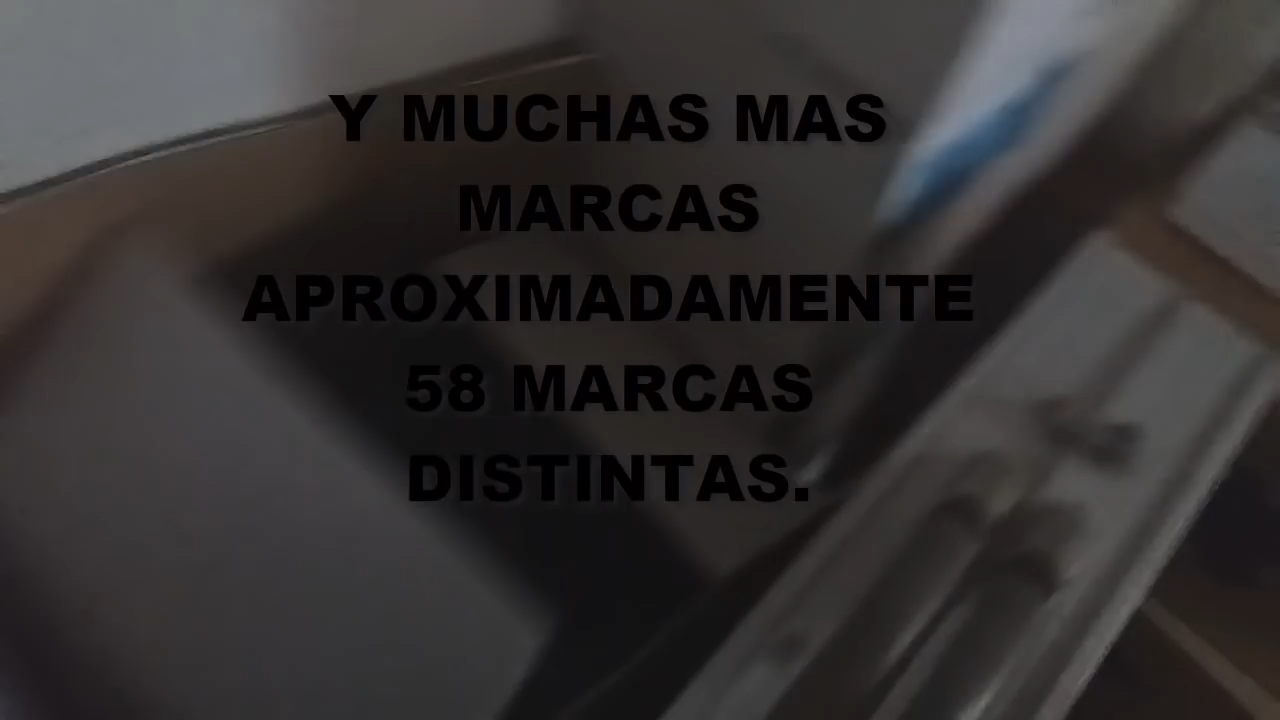 Y MUCHAS MAS
MARCAS
APROXIMADAMENTE
58 MARCAS
DISTINTAS.